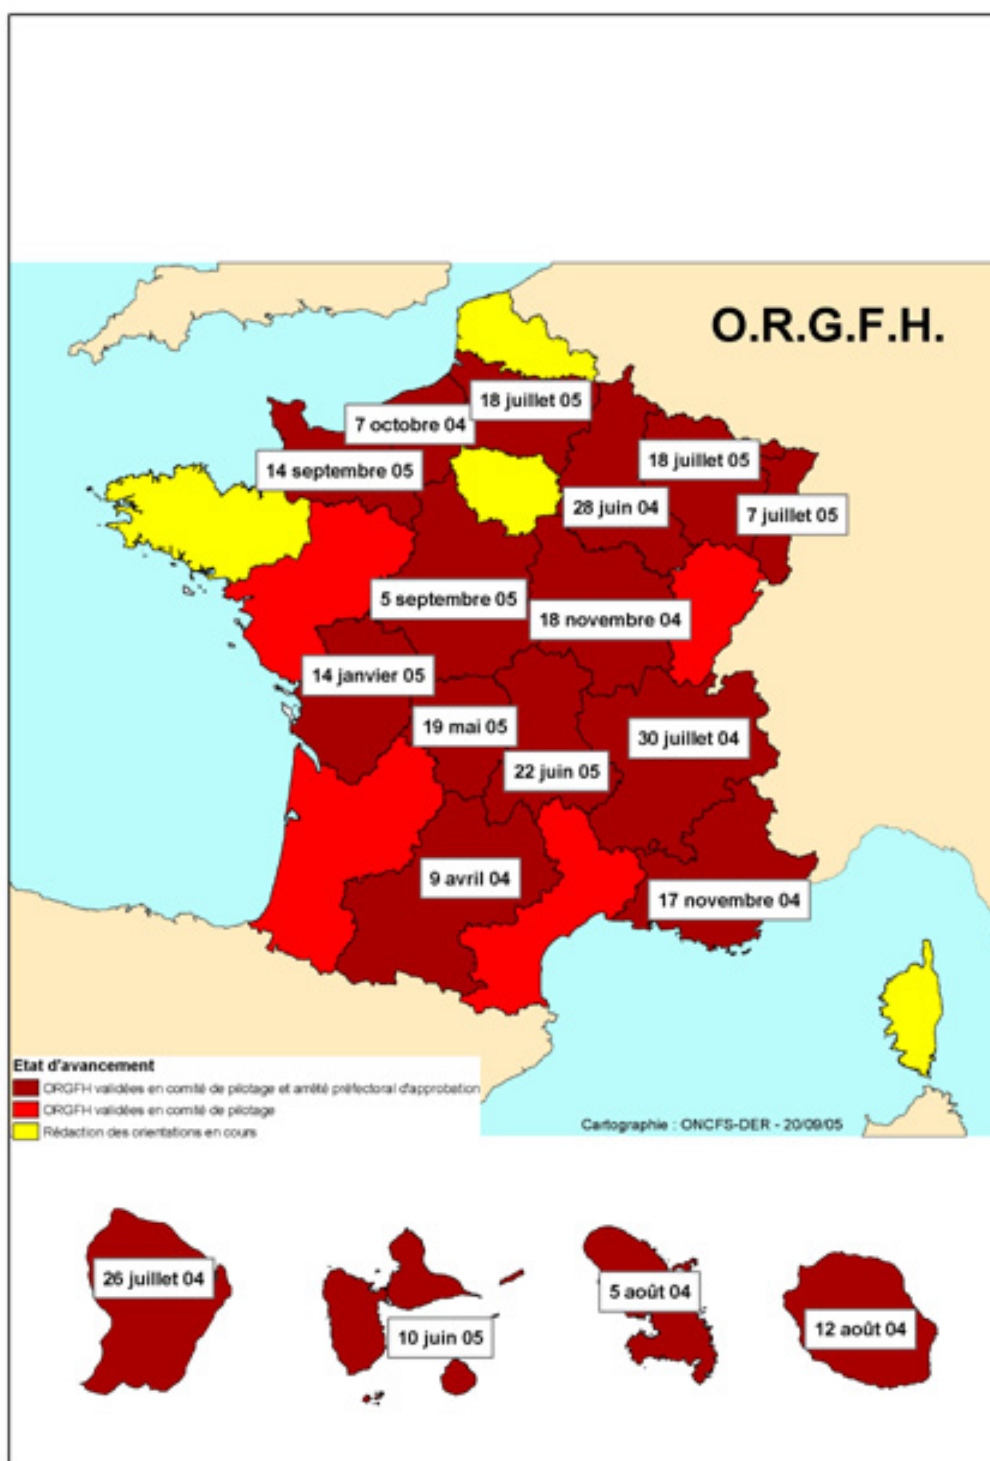 O.R.G.F.H.
18 juillet 05
7 octobre 04
14 septembre 05
18 juillet 05
28 juin 04
7 juillet 05
5 septembre 05
18 novembre 04
14 janvier 05
19 mai 05
30 juillet 04
22 juin 05
9 avril 04
17 novembre 04
Etat d'avancement
ORGFH validées en comité de pilotage et arrêté préfectoral d'approbation
ORGFH validées en comité de pilotage
Rédaction des orientations en cours
Cartographie : ONCFS-DER - 20/09/05
26 juillet 04
10 juin 05
5 août 04
12 août 04